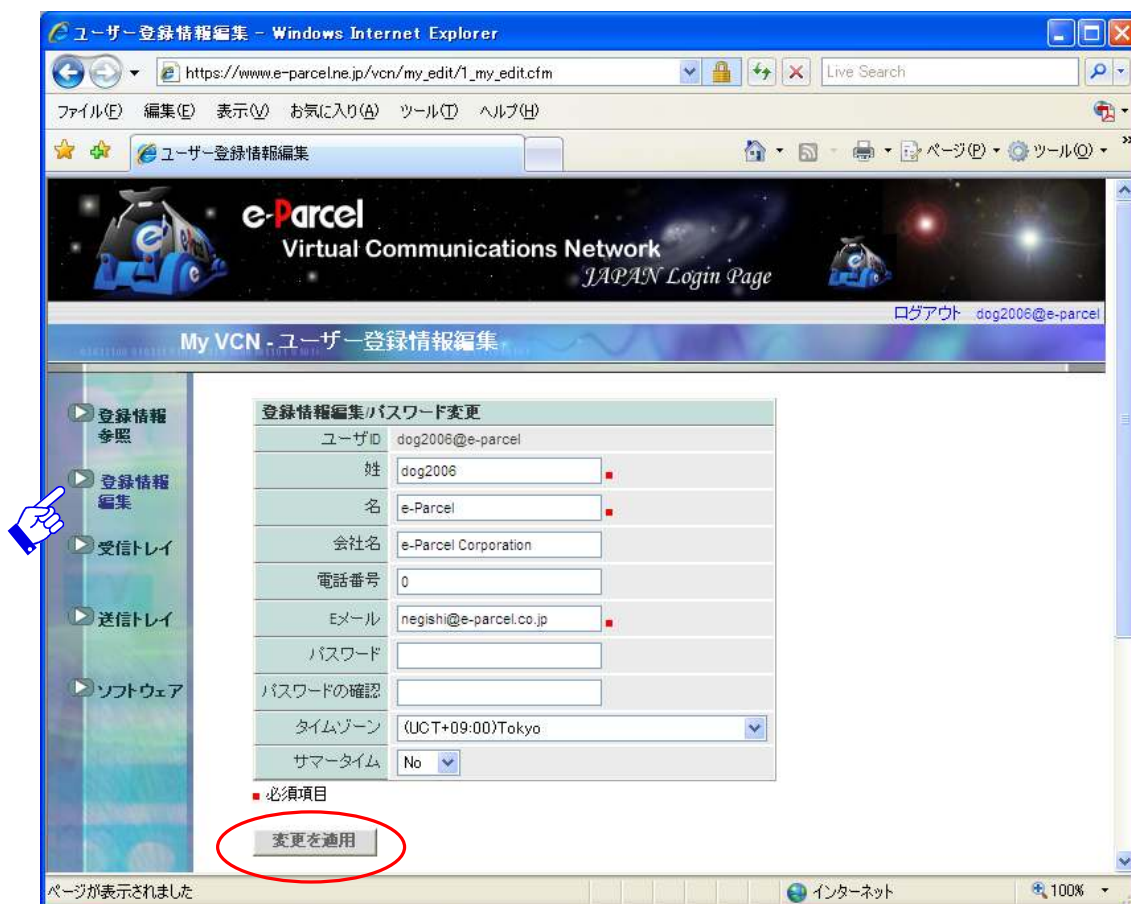 ユーザー登録情報編集 - Windows Internet Explorer
https://www.e-parcel.ne.jp/vcn/my_edit/1_my_edit.cfm
Live Search
ファイル(F) 編集(E) 表示(V) お気に入り(A) ツール(T) ヘルプ(H)
ユーザー登録情報編集
ページ(P) ツール(O)
e-Parcel
Virtual Communications Network
JAPAN Login Page
ログアウト dog2006@e-parcel
My VCN - ユーザー登録情報編集
登録情報
参照
登録情報
編集
受信トレイ
送信トレイ
ソフトウェア
登録情報編集/パスワード変更
ユーザID dog2006@e-parcel
姓 dog2006
名 e-Parcel
会社名 e-Parcel Corporation
電話番号 0
Eメール negishi@e-parcel.co.jp
パスワード
パスワードの確認
タイムゾーン (UCT+09:00)Tokyo
サマータイム No
必須項目
変更を適用
ページが表示されました インターネット 100%